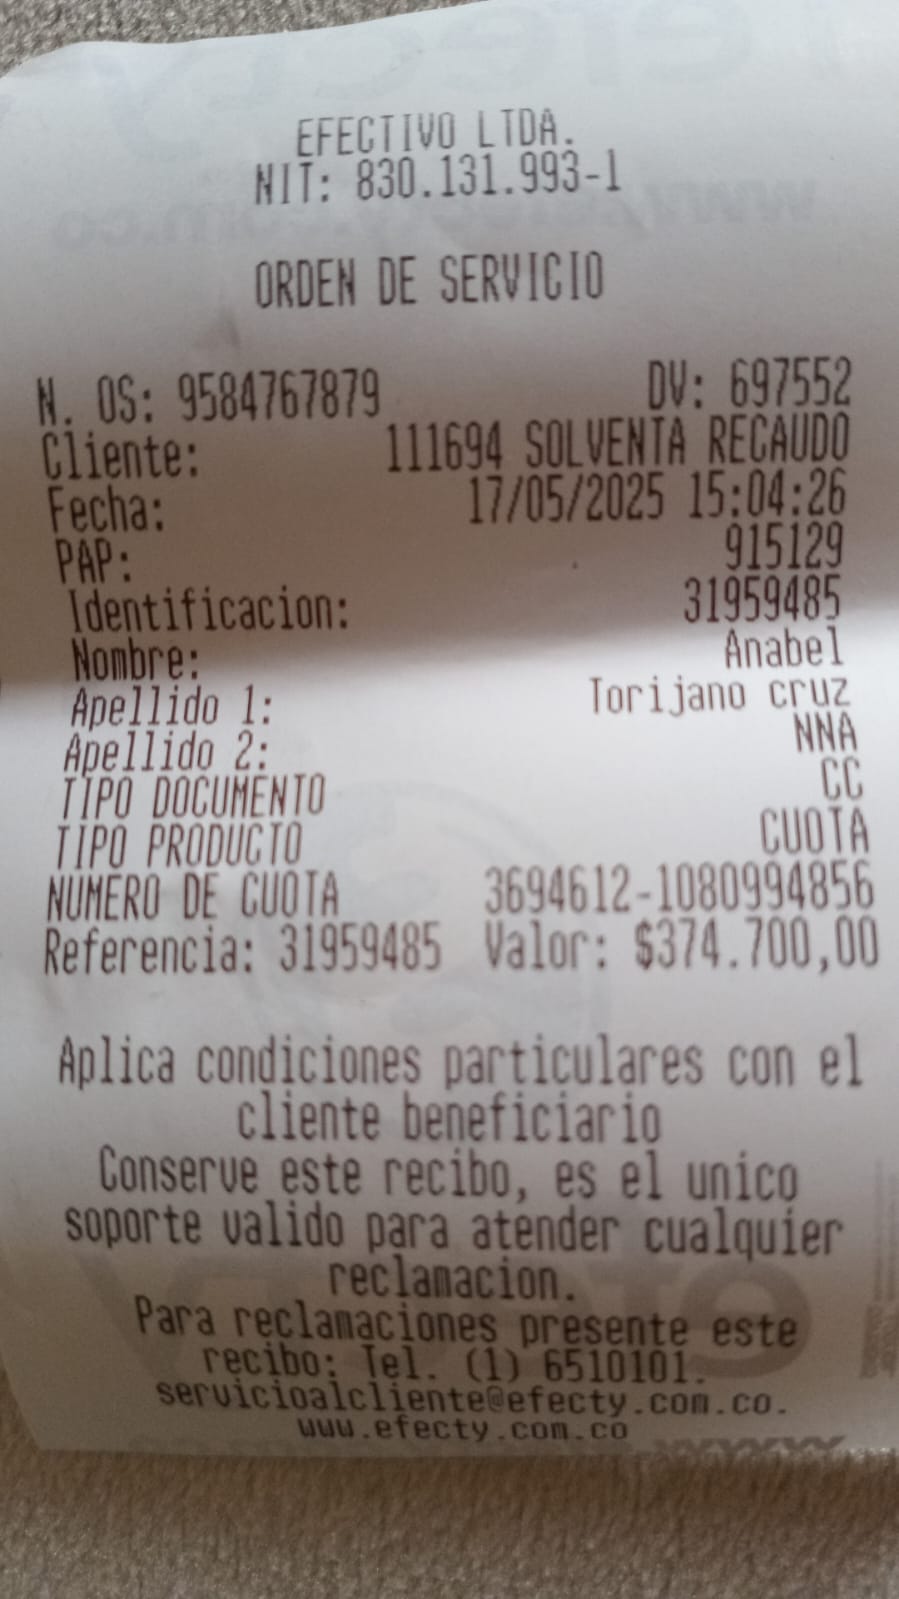 EFECTIVO LTDA.
NIT: 830.131.993-1
ORDEN DE SERVICIO
N. OS: 9584767879 DV: 697552
Cliente: 111694 SOLVENTA RECAUDO
Fecha: 17/05/2025 15:04:26
PAP: 915129
Identificacion: 31959485
Nombre: Anabel
Apellido 1: Torijano cruz
Apellido 2: NNA
TIPO DOCUMENTO CC
TIPO PRODUCTO CUOTA
NUMERO DE CUOTA 3694612-1080994856
Referencia: 31959485 Valor: $374.700,00
Aplica condiciones particulares con el
cliente beneficiario
Conserve este recibo, es el unico
soporte valido para atender cualquier
reclamacion.
Para reclamaciones presente este
recibo: Tel. (1) 6510101.
servicioalcliente@efecty.com.co.
www.efecty.com.co